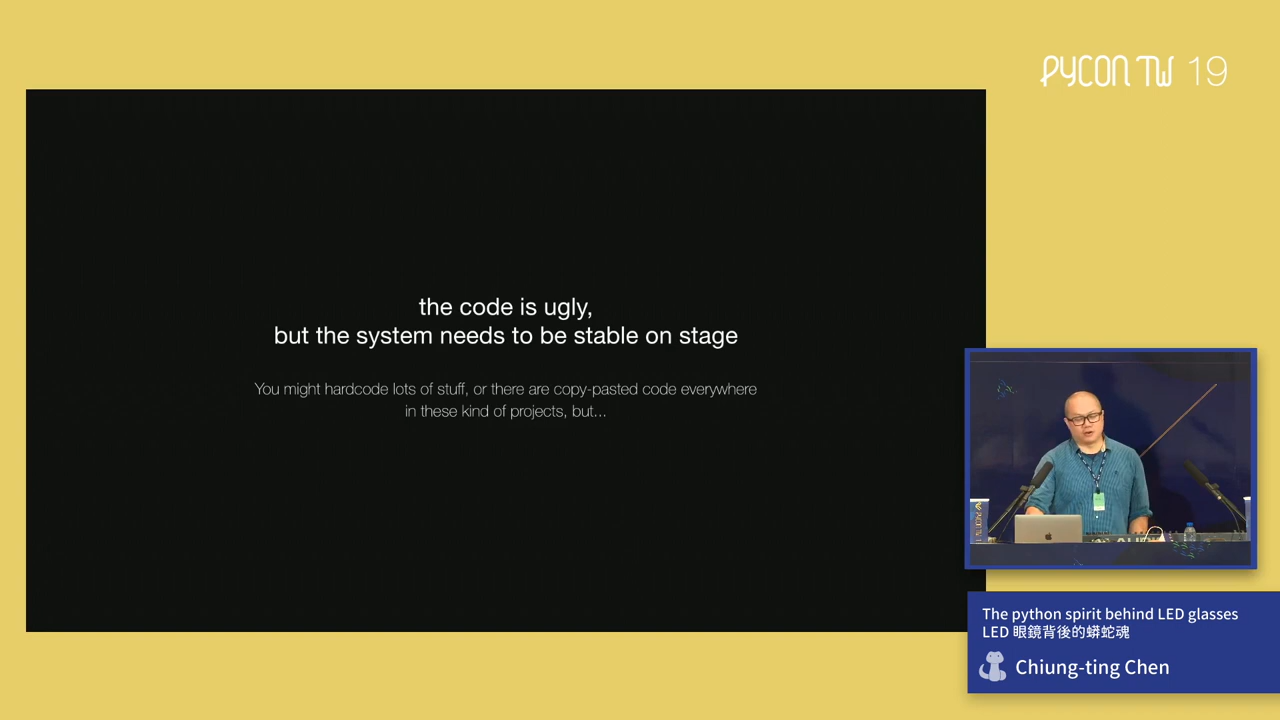 PYCON TW 19
the code is ugly,
but the system needs to be stable on stage
You might hardcode lots of stuff, or there are copy-pasted code everywhere
in these kind of projects, but...
The python spirit behind LED glasses
LED 眼鏡背後的蟒蛇魂
Chiung-ting Chen